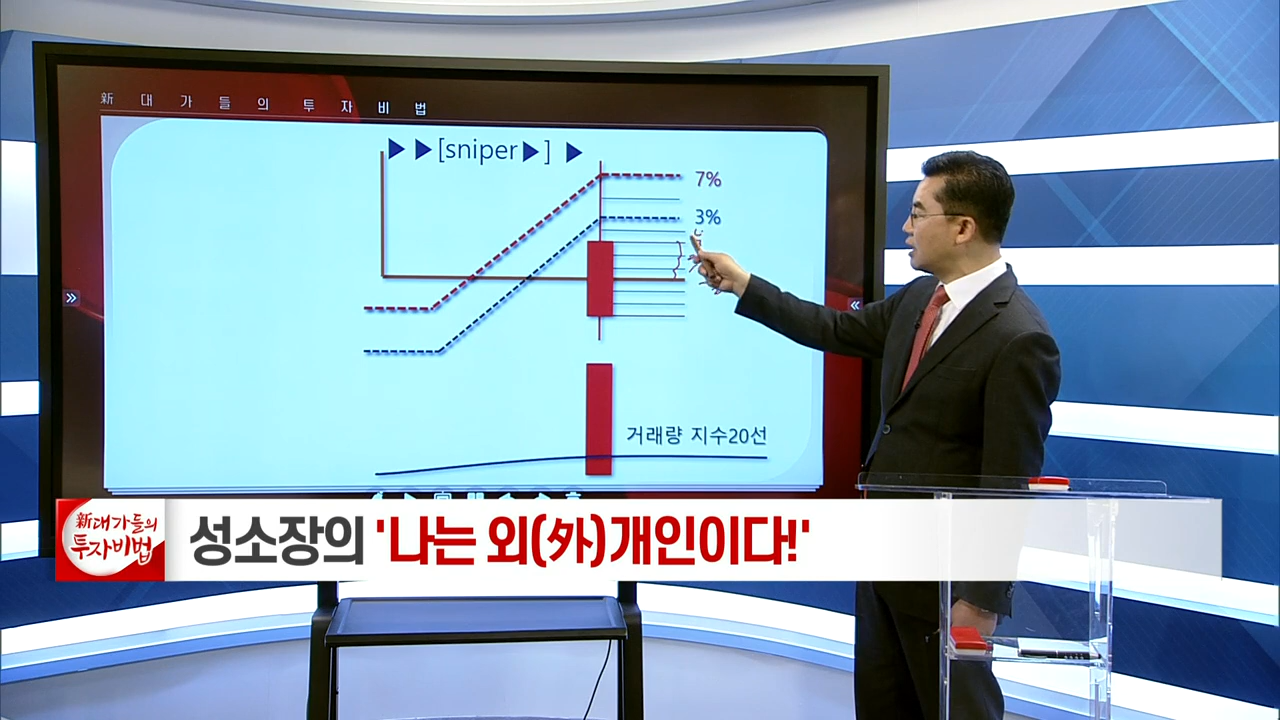 新 대 가 들 의 투 자 비 법
▶▶[sniper▶] ▶
7%
3%
거래량 지수20선
新대가들의
투자비법
성소장의 '나는 외(外)개인이다!'